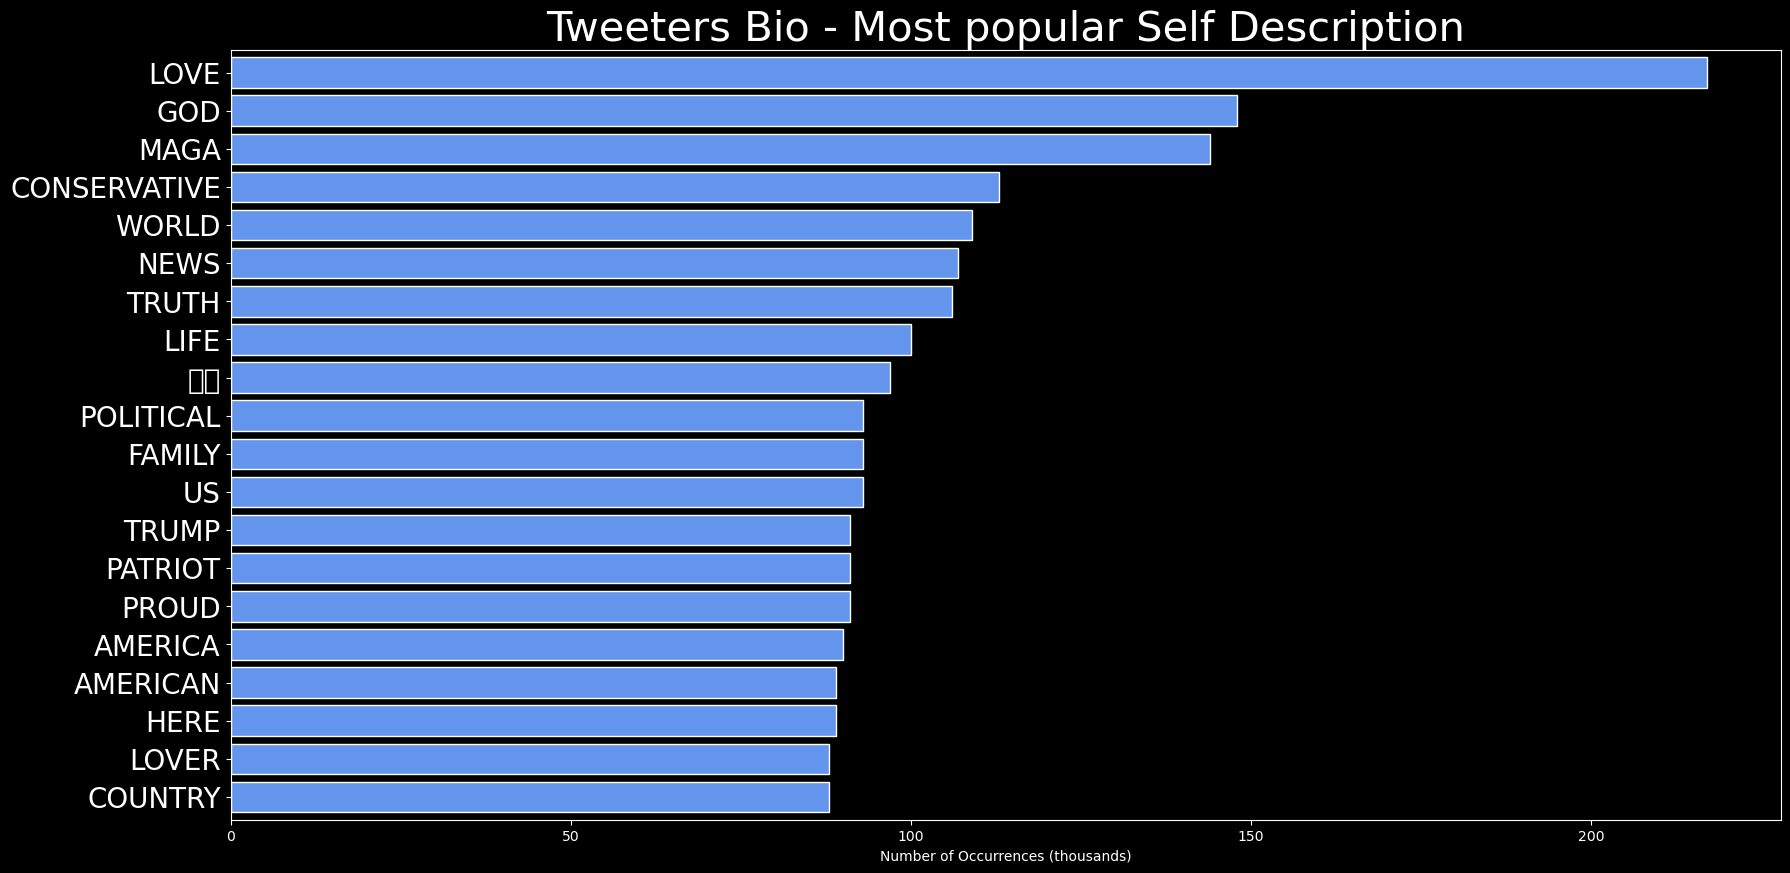 Tweeters Bio - Most popular Self Description
LOVE
GOD
MAGA
CONSERVATIVE
WORLD
NEWS
TRUTH
LIFE
POLITICAL
FAMILY
US
TRUMP
PATRIOT
PROUD
AMERICA
AMERICAN
HERE
LOVER
COUNTRY
0 50 100 150 200
Number of Occurrences (thousands)